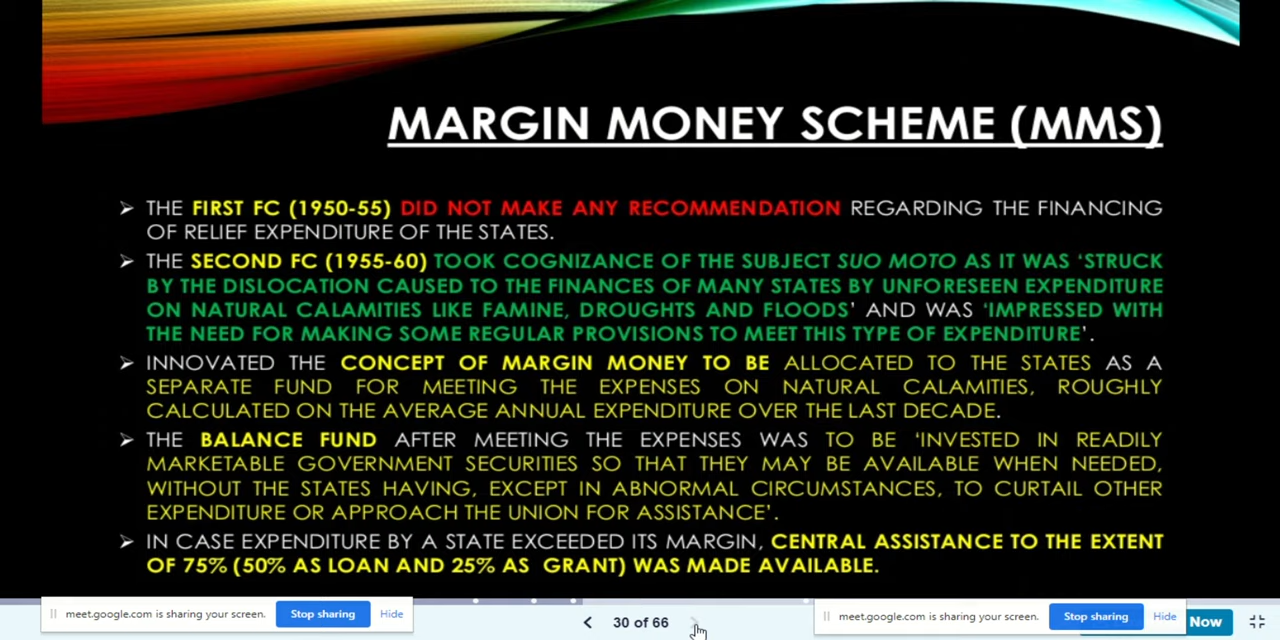 MARGIN MONEY SCHEME (MMS)
➢ THE FIRST FC (1950-55) DID NOT MAKE ANY RECOMMENDATION REGARDING THE FINANCING
OF RELIEF EXPENDITURE OF THE STATES.
➢ THE SECOND FC (1955-60) TOOK COGNIZANCE OF THE SUBJECT SUO MOTO AS IT WAS ‘STRUCK
BY THE DISLOCATION CAUSED TO THE FINANCES OF MANY STATES BY UNFORESEEN EXPENDITURE
ON NATURAL CALAMITIES LIKE FAMINE, DROUGHTS AND FLOODS’ AND WAS ‘IMPRESSED WITH
THE NEED FOR MAKING SOME REGULAR PROVISIONS TO MEET THIS TYPE OF EXPENDITURE’.
➢ INNOVATED THE CONCEPT OF MARGIN MONEY TO BE ALLOCATED TO THE STATES AS A
SEPARATE FUND FOR MEETING THE EXPENSES ON NATURAL CALAMITIES, ROUGHLY
CALCULATED ON THE AVERAGE ANNUAL EXPENDITURE OVER THE LAST DECADE.
➢ THE BALANCE FUND AFTER MEETING THE EXPENSES WAS TO BE ‘INVESTED IN READILY
MARKETABLE GOVERNMENT SECURITIES SO THAT THEY MAY BE AVAILABLE WHEN NEEDED,
WITHOUT THE STATES HAVING, EXCEPT IN ABNORMAL CIRCUMSTANCES, TO CURTAIL OTHER
EXPENDITURE OR APPROACH THE UNION FOR ASSISTANCE’.
➢ IN CASE EXPENDITURE BY A STATE EXCEEDED ITS MARGIN, CENTRAL ASSISTANCE TO THE EXTENT
OF 75% (50% AS LOAN AND 25% AS GRANT) WAS MADE AVAILABLE.
meet.google.com is sharing your screen. Stop sharing Hide
30 of 66
meet.google.com is sharing your screen. Stop sharing Hide
Now